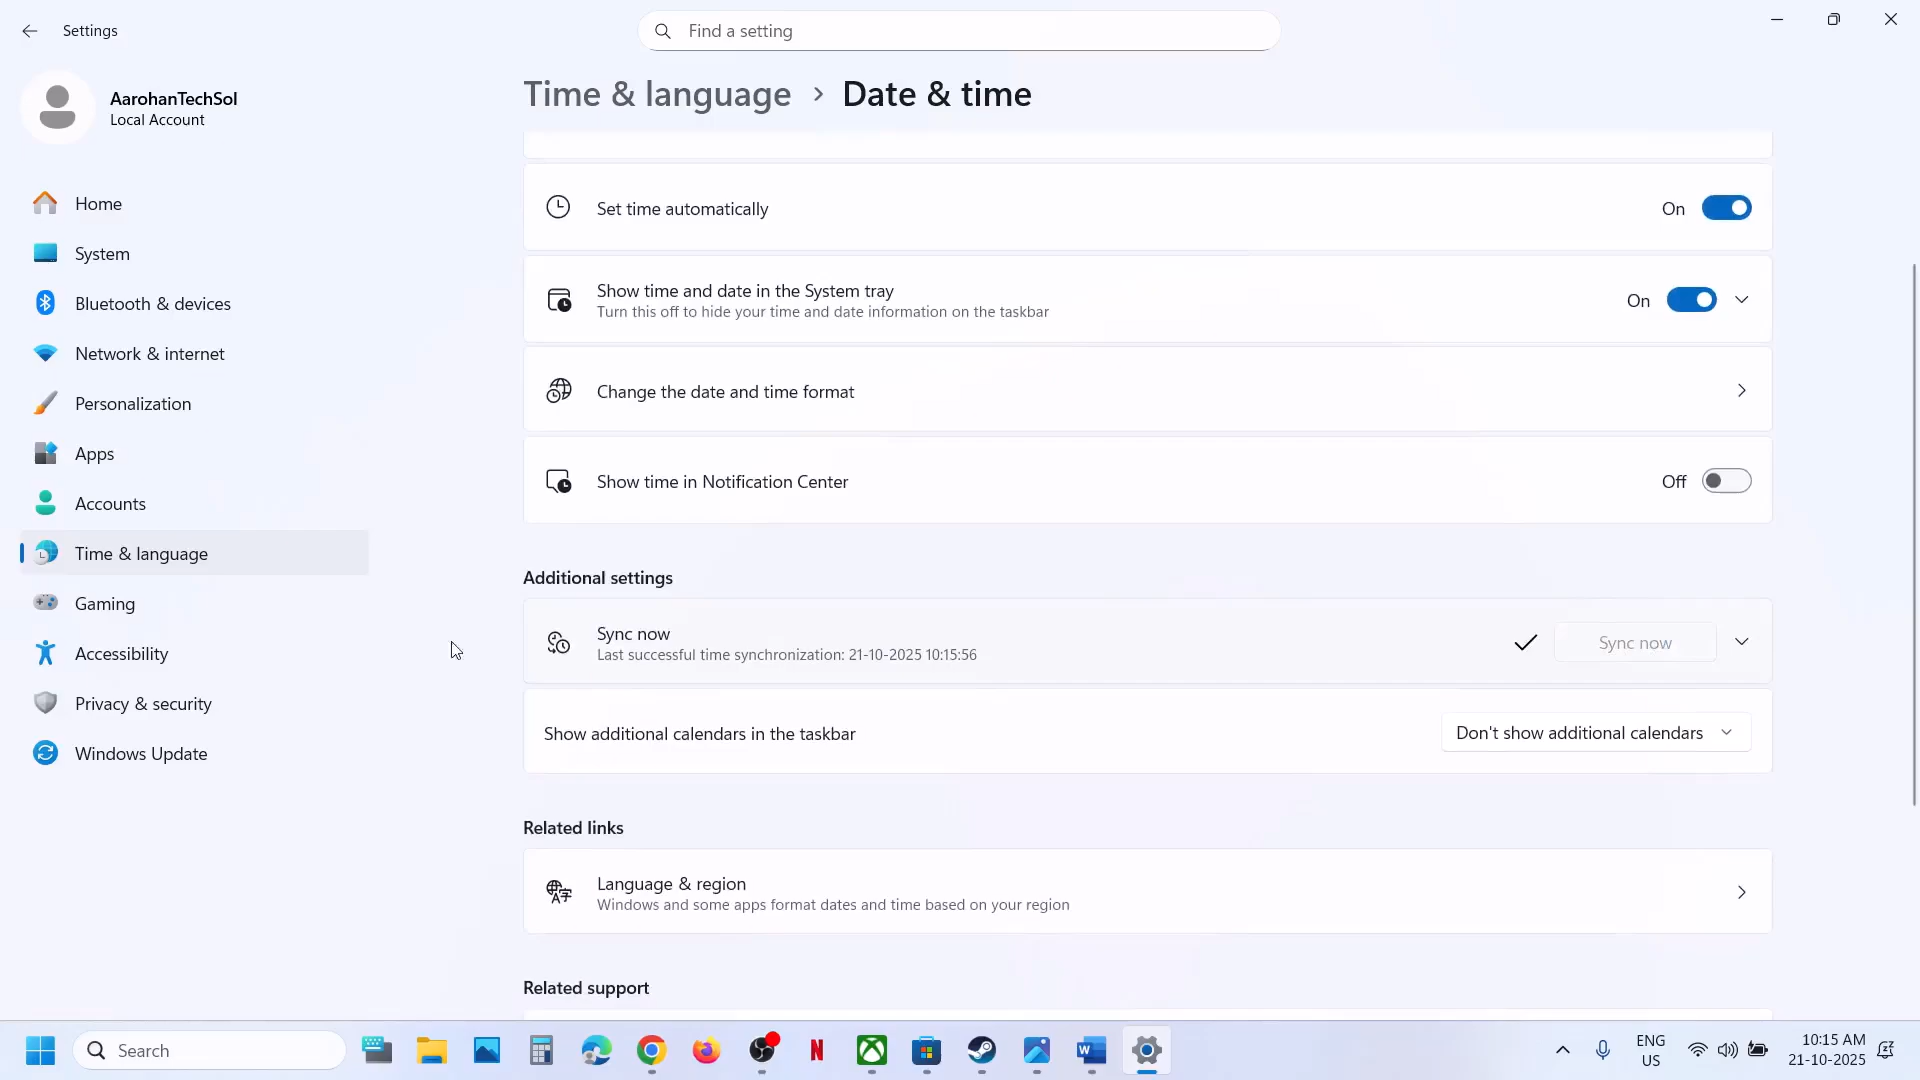 Settings
Find a setting
AarohanTechSol
Local Account
Home
System
Bluetooth & devices
Network & internet
Personalization
Apps
Accounts
Time & language
Gaming
Accessibility
Privacy & security
Windows Update
Time & language > Date & time
Set time automatically
On
Show time and date in the System tray
Turn this off to hide your time and date information on the taskbar
On
Change the date and time format
Show time in Notification Center
Off
Additional settings
Sync now
Last successful time synchronization: 21-10-2025 10:15:56
Sync now
Show additional calendars in the taskbar
Don't show additional calendars
Related links
Language & region
Windows and some apps format dates and time based on your region
Related support
Search
ENG
US
10:15 AM
21-10-2025